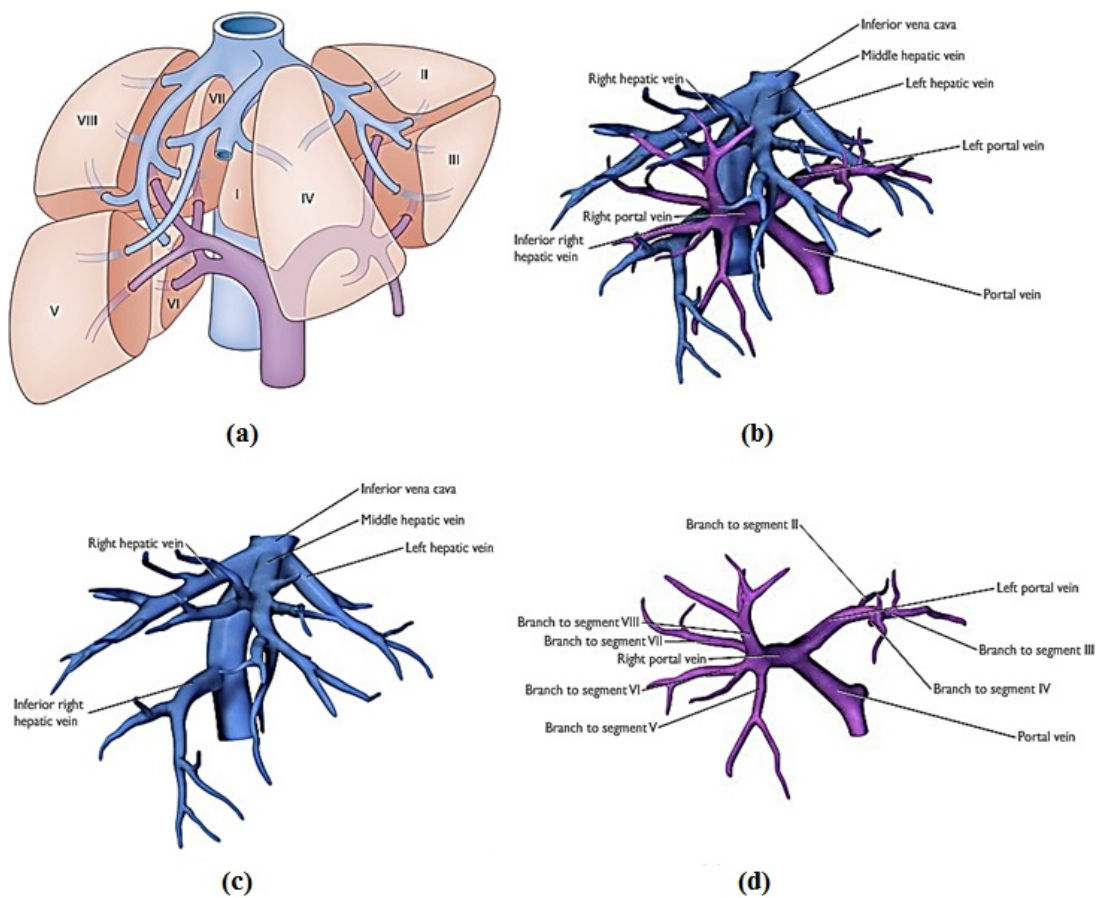 II
VII
VIII
III
I
IV
V
VI
(a)
Inferior vena cava
Middle hepatic vein
Right hepatic vein
Left hepatic vein
Left portal vein
Right portal vein
Inferior right
hepatic vein
Portal vein
(b)
Inferior vena cava
Middle hepatic vein
Right hepatic vein
Left hepatic vein
Inferior right
hepatic vein
(c)
Branch to segment II
Left portal vein
Branch to segment VIII
Branch to segment VII
Right portal vein
Branch to segment III
Branch to segment VI
Branch to segment IV
Branch to segment V
Portal vein
(d)